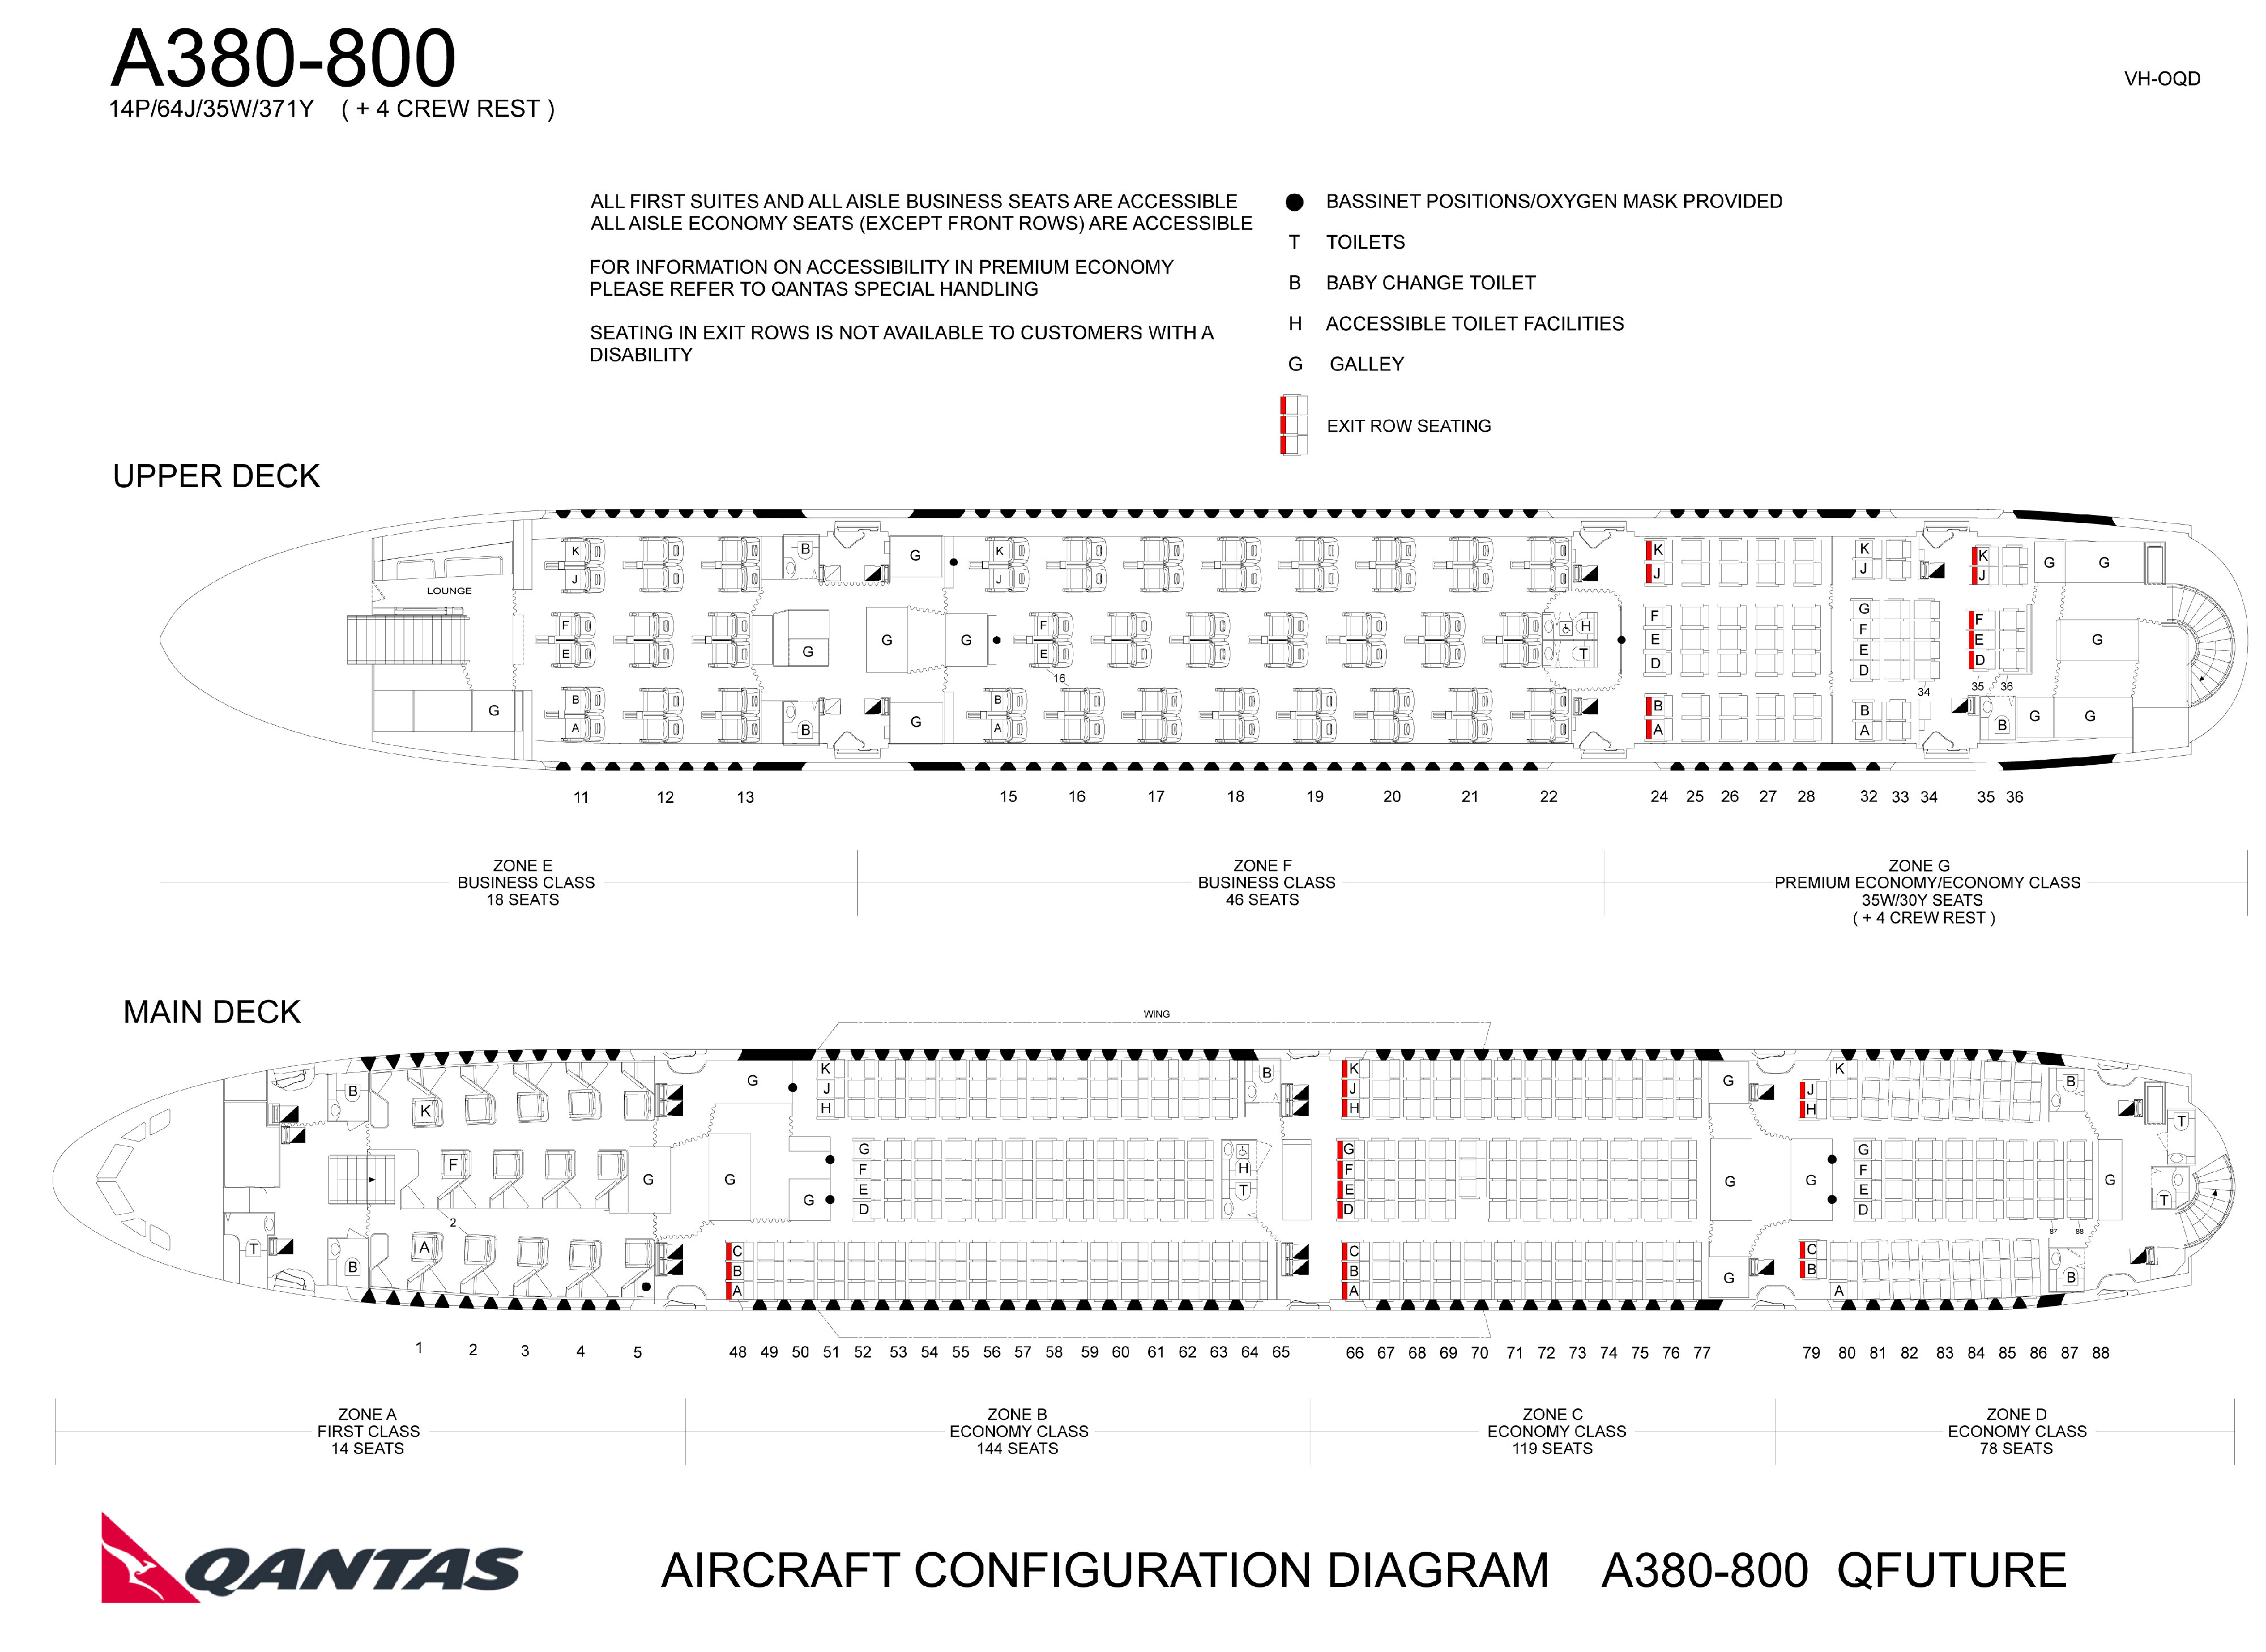 A380-800
14P/64J/35W/371Y ( + 4 CREW REST )
VH-OQD
ALL FIRST SUITES AND ALL AISLE BUSINESS SEATS ARE ACCESSIBLE
ALL AISLE ECONOMY SEATS (EXCEPT FRONT ROWS) ARE ACCESSIBLE
FOR INFORMATION ON ACCESSIBILITY IN PREMIUM ECONOMY
PLEASE REFER TO QANTAS SPECIAL HANDLING
SEATING IN EXIT ROWS IS NOT AVAILABLE TO CUSTOMERS WITH A
DISABILITY
BASSINET POSITIONS/OXYGEN MASK PROVIDED
T TOILETS
B BABY CHANGE TOILET
H ACCESSIBLE TOILET FACILITIES
G GALLEY
EXIT ROW SEATING
UPPER DECK
K B G K K J K G G
J J J J
LOUNGE
G
F F F F F
E G G G E H E E E G
T D D D
E
16 34 35 36
B G B B B B G G
A B G A A A B
11 12 13 15 16 17 18 19 20 21 22 24 25 26 27 28 32 33 34 35 36
ZONE E
BUSINESS CLASS
18 SEATS
ZONE F
BUSINESS CLASS
46 SEATS
ZONE G
PREMIUM ECONOMY/ECONOMY CLASS
35W/30Y SEATS
( + 4 CREW REST )
MAIN DECK
WING
B K G K B K G K B
J J J
H H H T
G G G
F G G F H F G G F G
E T E E T
G D D D
2 87 88
T A C C C
B B B G B B
A A A
1 2 3 4 5 48 49 50 51 52 53 54 55 56 57 58 59 60 61 62 63 64 65 66 67 68 69 70 71 72 73 74 75 76 77 79 80 81 82 83 84 85 86 87 88
ZONE A
FIRST CLASS
14 SEATS
ZONE B
ECONOMY CLASS
144 SEATS
ZONE C
ECONOMY CLASS
119 SEATS
ZONE D
ECONOMY CLASS
78 SEATS
QANTAS
AIRCRAFT CONFIGURATION DIAGRAM A380-800 QFUTURE